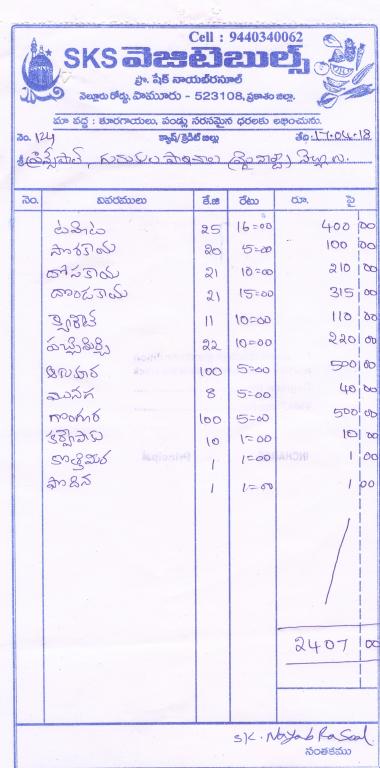 Cell : 9440340062
SKS వెజిటెబుల్స్
ప్రొ. షేక్ నాయబ్‌రసూల్
నెల్లూరు రోడ్డు, పామూరు - 523108, ప్రకాశం జిల్లా.
మా వద్ద : కూరగాయలు, పండ్లు సరసమైన ధరలకు లభించును.
నెం. 124 క్యాష్/క్రెడిట్ బిల్లు తేది 17-04-18
శ్రీ ప్రిన్సిపాల్, గురుకుల పాఠశాల
నెం. వివరములు కే.జి రేటు రూ. పై
టమోట 25 16=00 400 00
సొరకాయ 20 5=00 100 00
దోసకాయ 21 10=00 210 00
దొండకాయ 21 15=00 315 00
క్యారెట్ 11 10=00 110 00
పచ్చిమిర్చి 22 10=00 220 00
100 5=00 500 00
మునగ 8 5=00 40 00
గోంగూర 100 5=00 500 00
కర్వేపాకు 10 1=00 10 00
కొత్తిమిర 1 1=00 1 00
పొదిన 1 1=00 1 00
2407 00
SK. Nayab Rasool
సంతకము